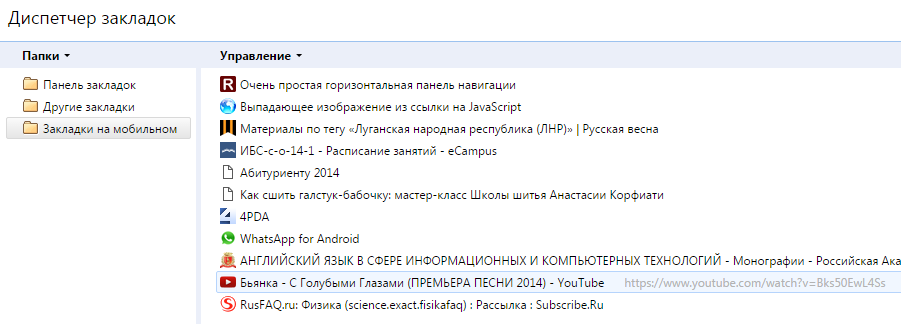 Диспетчер закладок
Папки
Управление
Панель закладок
Другие закладки
Закладки на мобильном
Очень простая горизонтальная панель навигации
Выпадающее изображение из ссылки на JavaScript
Материалы по тегу «Луганская народная республика (ЛНР)» | Русская весна
ИБС-с-о-14-1 - Расписание занятий - eCampus
Абитуриенту 2014
Как сшить галстук-бабочку: мастер-класс Школы шитья Анастасии Корфиати
4PDA
WhatsApp for Android
АНГЛИЙСКИЙ ЯЗЫК В СФЕРЕ ИНФОРМАЦИОННЫХ И КОМПЬЮТЕРНЫХ ТЕХНОЛОГИЙ - Монографии - Российская Ака
Бьянка - С Голубыми Глазами (ПРЕМЬЕРА ПЕСНИ 2014) - YouTube https://www.youtube.com/watch?v=Bks50EwL4Ss
RusFAQ.ru: Физика (science.exact.fisikafaq) : Рассылка : Subscribe.Ru